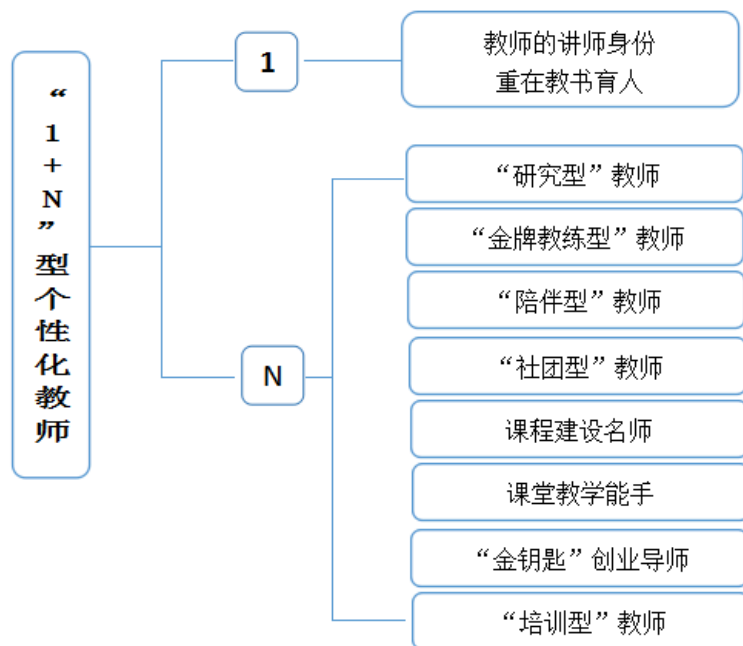 “1+N”型个性化教师
1
教师的讲师身份
重在教书育人
N
“研究型”教师
“金牌教练型”教师
“陪伴型”教师
“社团型”教师
课程建设名师
课堂教学能手
“金钥匙”创业导师
“培训型”教师